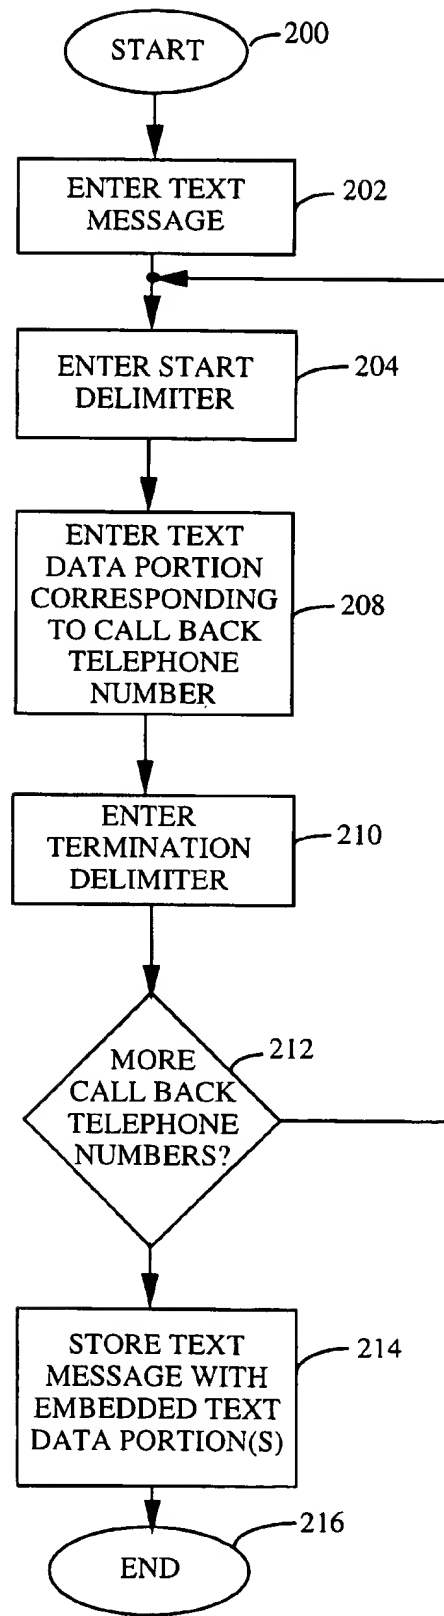 START
200
ENTER TEXT
MESSAGE
202
ENTER START
DELIMITER
204
ENTER TEXT
DATA PORTION
CORRESPONDING
TO CALL BACK
TELEPHONE
NUMBER
208
ENTER
TERMINATION
DELIMITER
210
MORE
CALL BACK
TELEPHONE
NUMBERS?
212
STORE TEXT
MESSAGE WITH
EMBEDDED TEXT
DATA PORTION(S)
214
END
216